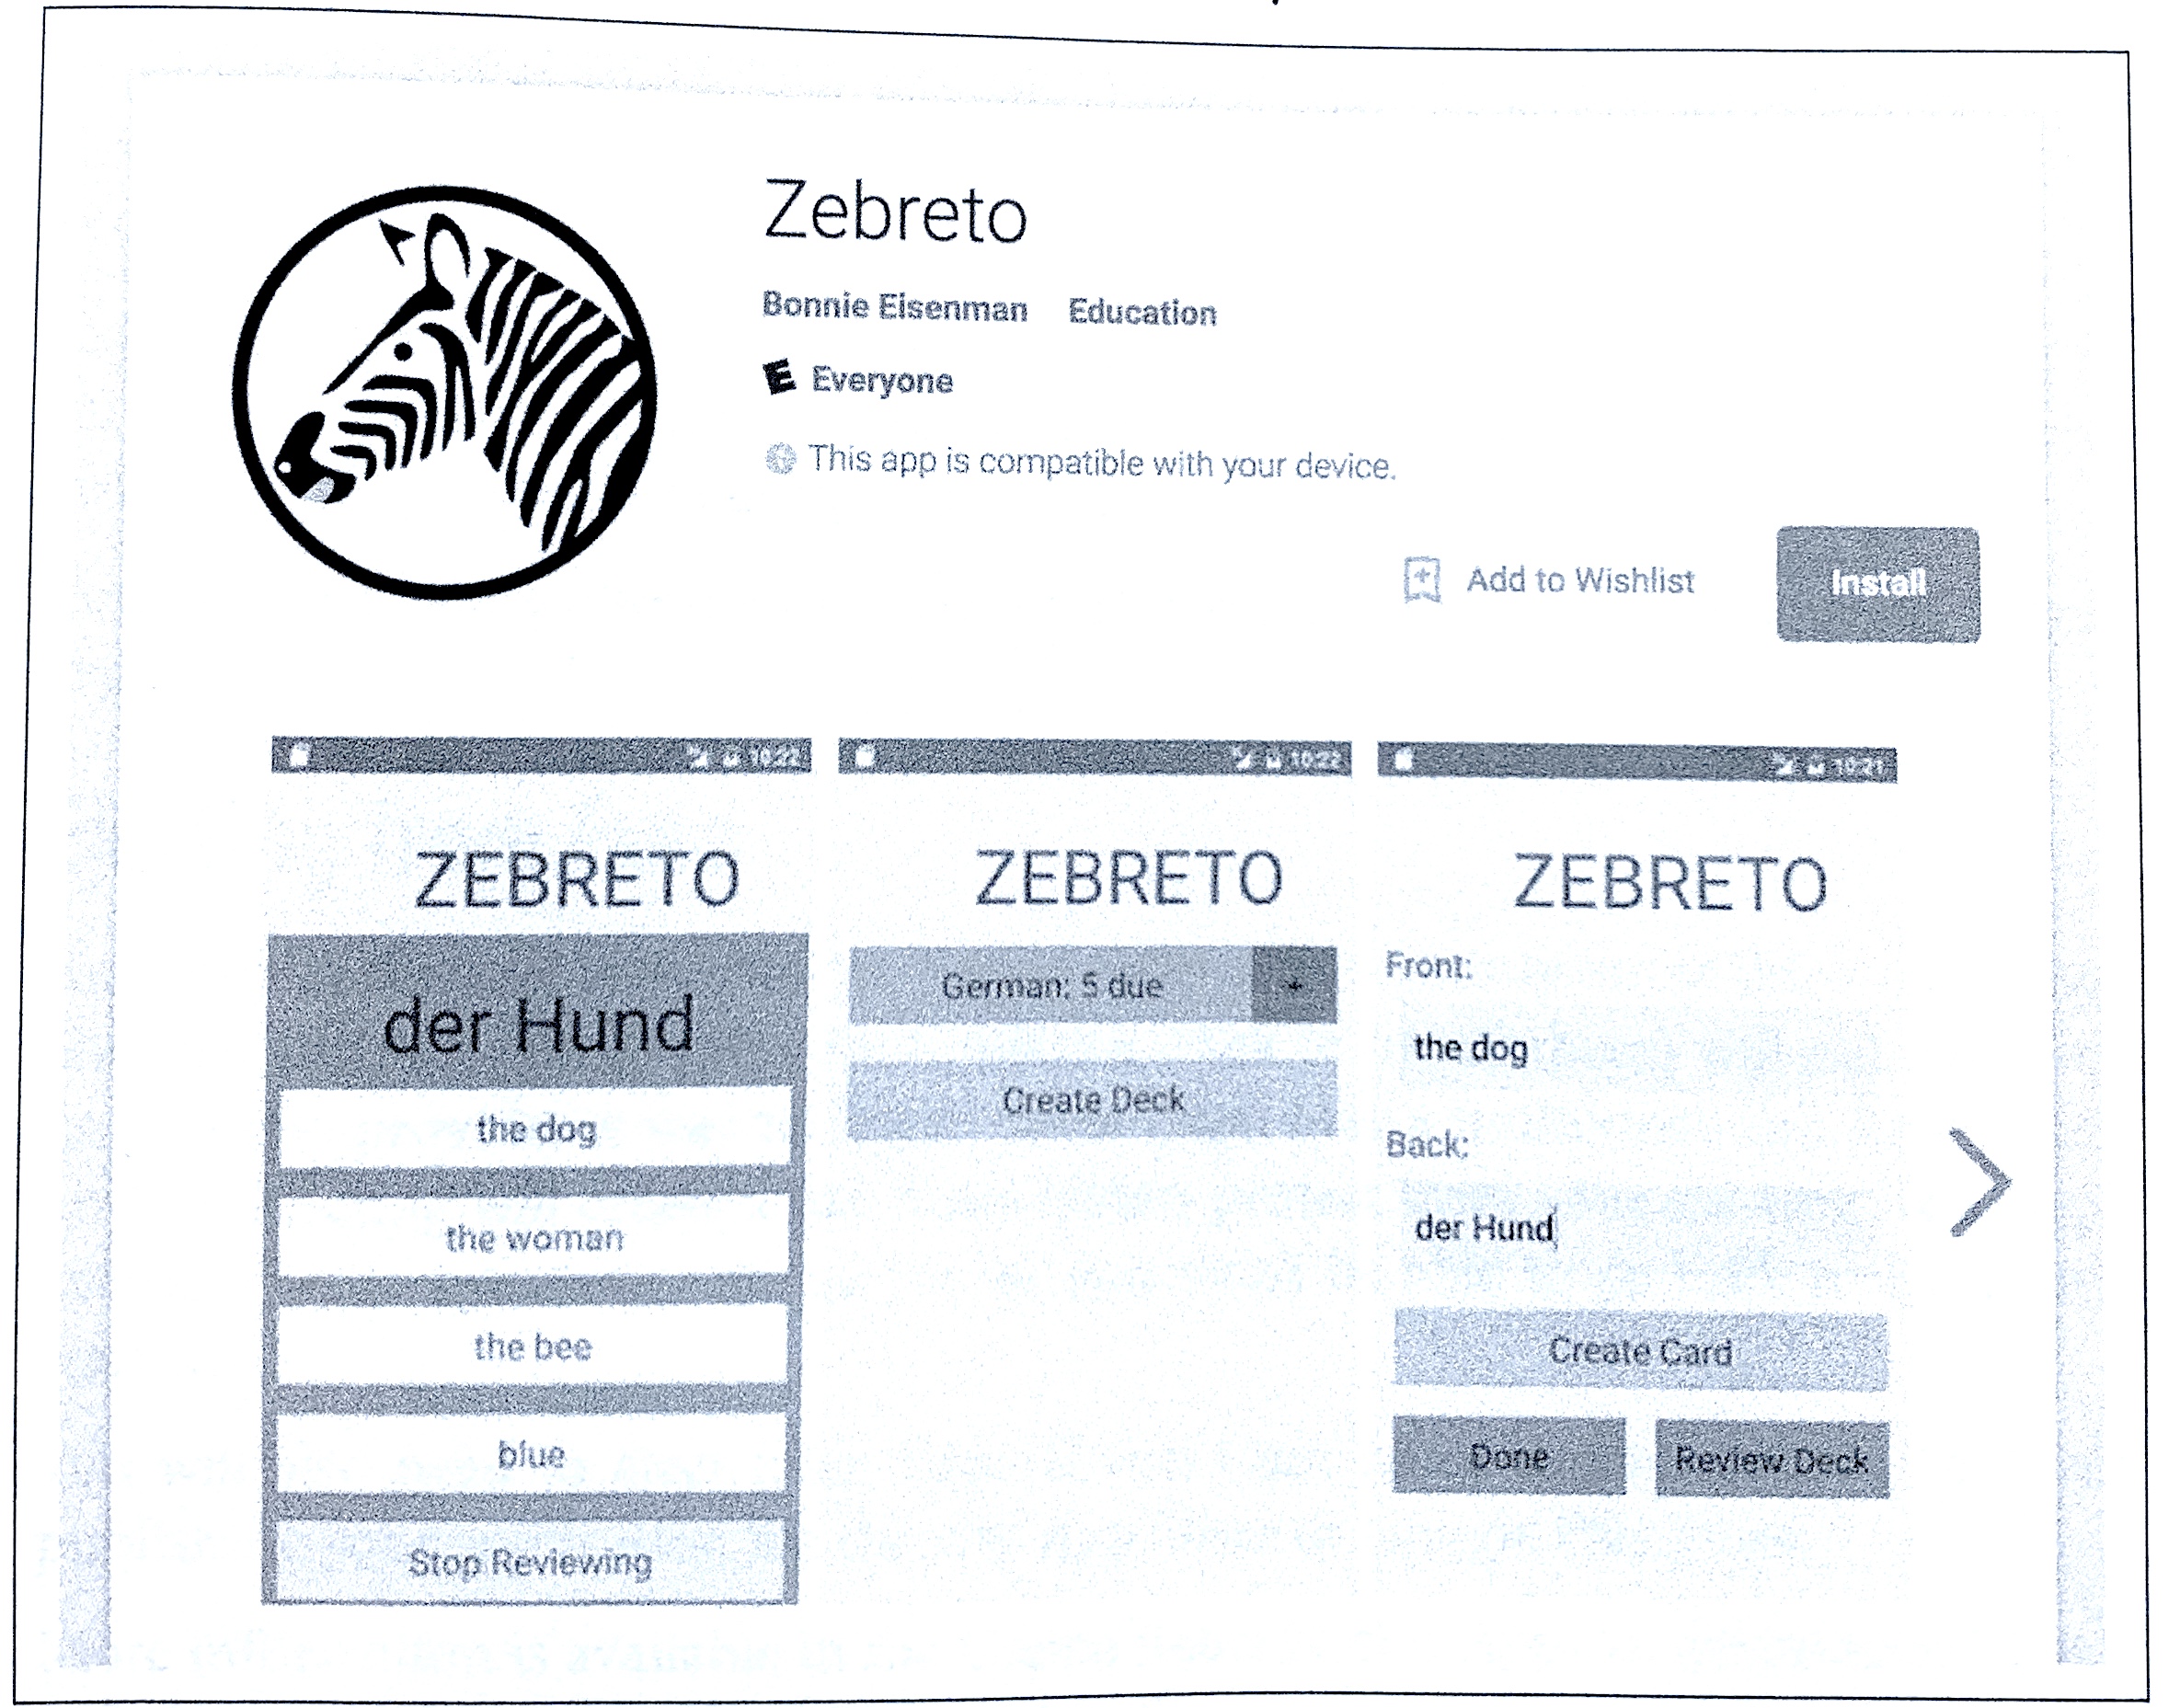 Zebreto
Bonnie Eisenman Education
E Everyone
This app is compatible with your device.
Add to Wishlist Install
10:22
ZEBRETO
der Hund
the dog
the woman
the bee
blue
Stop Reviewing
10:22
ZEBRETO
German: 5 due +
Create Deck
10:21
ZEBRETO
Front:
the dog
Back:
der Hund
Create Card
Done Review Deck